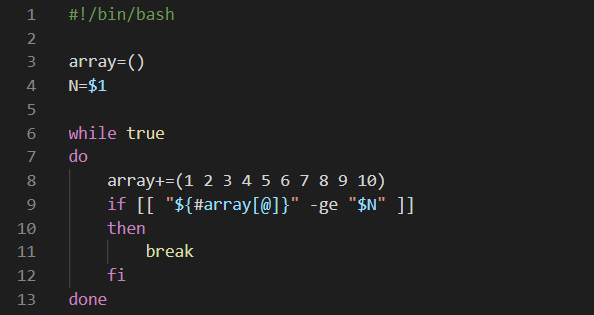 1 #!/bin/bash
2
3 array=()
4 N=$1
5
6 while true
7 do
8 array+=(1 2 3 4 5 6 7 8 9 10)
9 if [[ "${#array[@]}" -ge "$N" ]]
10 then
11 break
12 fi
13 done